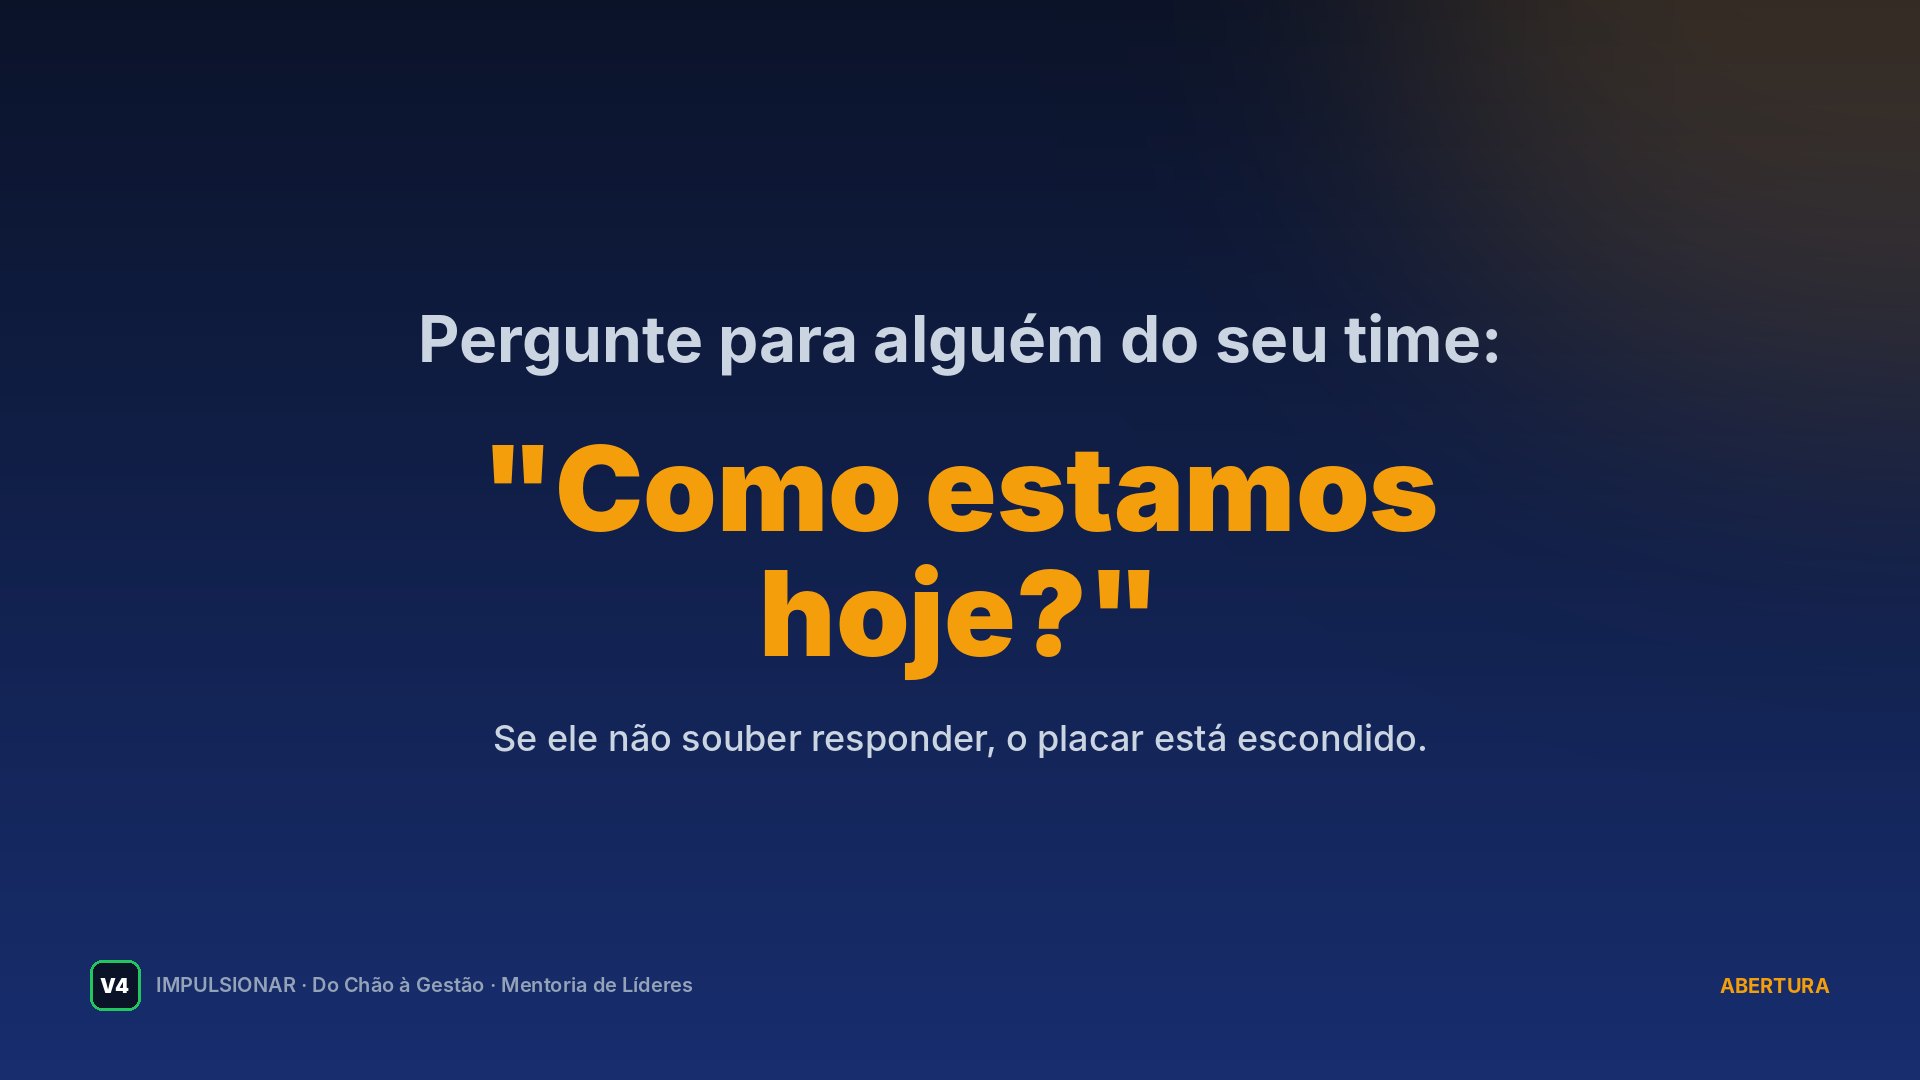 Pergunte para alguém do seu time:
"Como estamos
hoje?"
Se ele não souber responder, o placar está escondido.
V4 IMPULSIONAR · Do Chão à Gestão · Mentoria de Líderes
ABERTURA